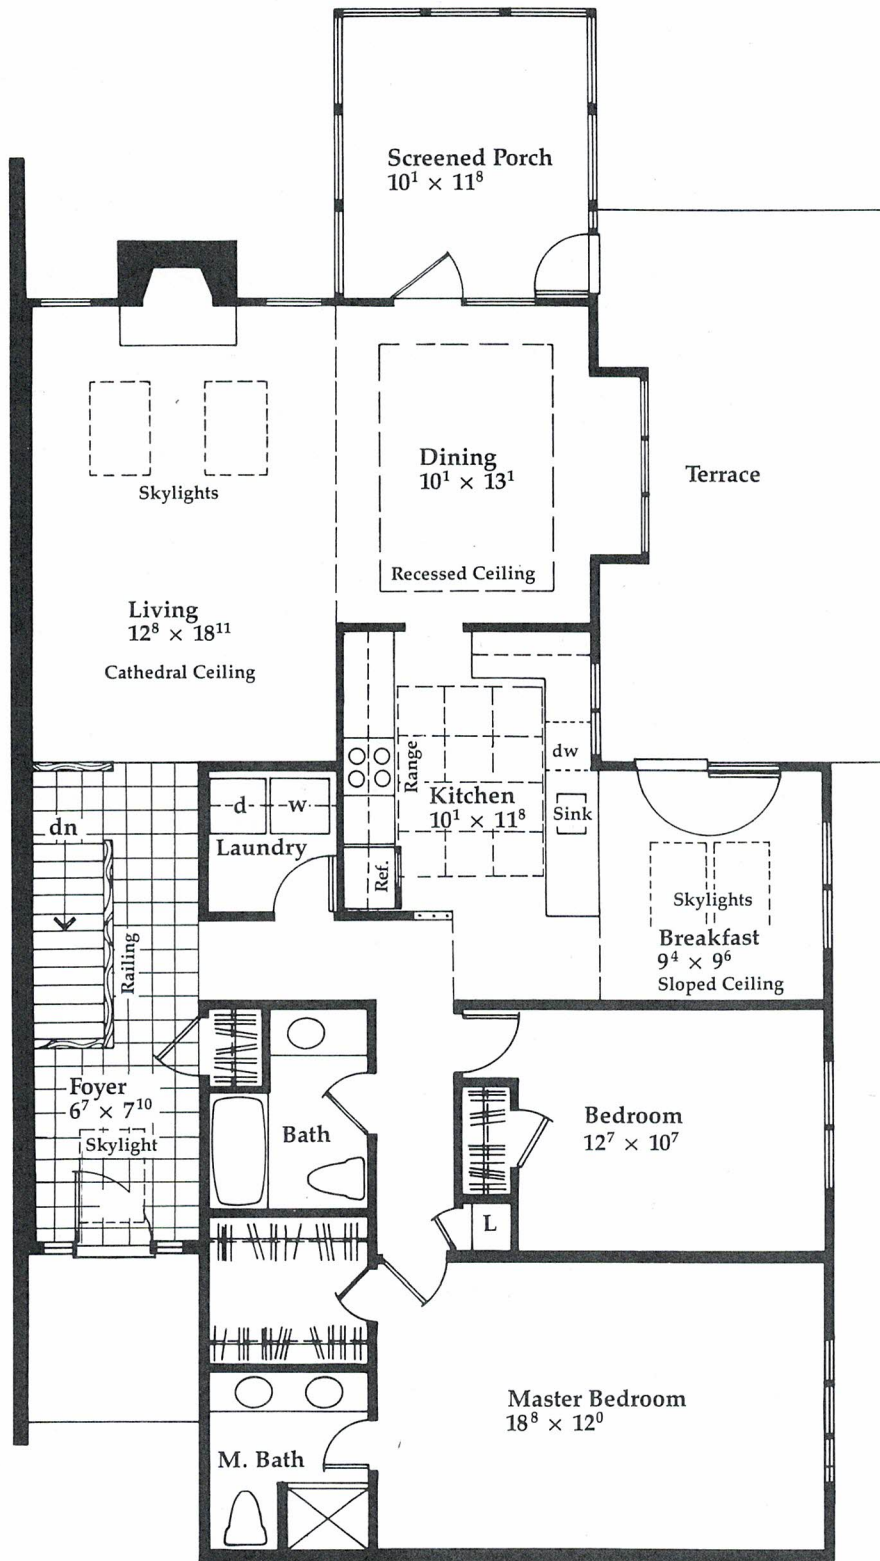 Screened Porch
10¹ × 11⁸
Skylights
Dining
10¹ × 13¹
Recessed Ceiling
Terrace
Living
12⁸ × 18¹¹
Cathedral Ceiling
dn
Railing
d w
Laundry
Range
Ref.
Kitchen
10¹ × 11⁸
dw
Sink
Skylights
Breakfast
9⁴ × 9⁶
Sloped Ceiling
Foyer
6⁷ × 7¹⁰
Skylight
Bath
Bedroom
12⁷ × 10⁷
L
Master Bedroom
18⁸ × 12⁰
M. Bath